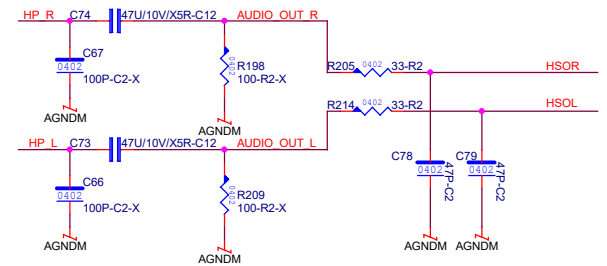 HP_R C74 47U/10V/X5R-C12 AUDIO_OUT_R
C67
0402
100P-C2-X
AGNDM
0402
R198
100-R2-X
AGNDM
R205 0402 33-R2 HSOR
R214 0402 33-R2 HSOL
HP_L C73 47U/10V/X5R-C12 AUDIO_OUT_L
C66
0402
100P-C2-X
AGNDM
0402
R209
100-R2-X
AGNDM
C78
0402
47P-C2
AGNDM
C79
0402
47P-C2
AGNDM